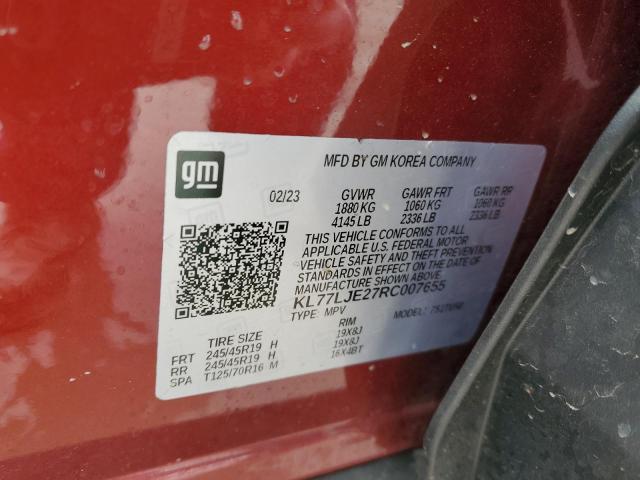 gm
MFD BY GM KOREA COMPANY
02/23 GVWR GAWR FRT GAWR RR
1880 KG 1060 KG 1060 KG
4145 LB 2336 LB 2336 LB
THIS VEHICLE CONFORMS TO ALL
APPLICABLE U.S. FEDERAL MOTOR
VEHICLE SAFETY AND THEFT PREVENTION
STANDARDS IN EFFECT ON THE DATE OF
MANUFACTURE SHOWN ABOVE.
KL77LJE27RC007655
TYPE: MPV MODEL:
TIRE SIZE RIM
FRT 245/45R19 H 19X8J
RR 245/45R19 H 19X8J
SPA T125/70R16 M 16X4BT